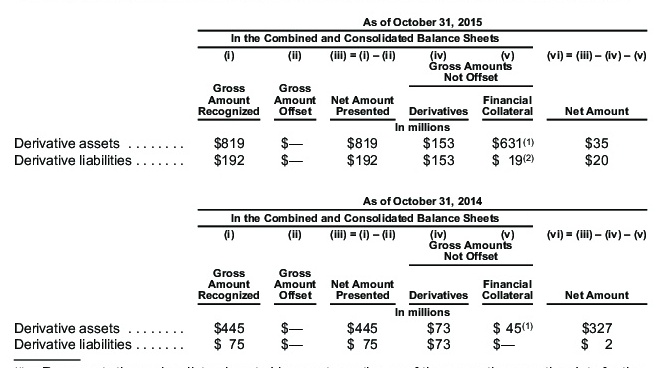 As of October 31, 2015
In the Combined and Consolidated Balance Sheets
(i) (ii) (iii) = (i) – (ii) (iv) (v) (vi) = (iii) – (iv) – (v)
Gross Amounts
Not Offset
Gross Gross
Amount Amount Net Amount Financial
Recognized Offset Presented Derivatives Collateral Net Amount
In millions
Derivative assets . . . . . . . . $819 $— $819 $153 $631(1) $35
Derivative liabilities . . . . . . . $192 $— $192 $153 $ 19(2) $20
As of October 31, 2014
In the Combined and Consolidated Balance Sheets
(i) (ii) (iii) = (i) – (ii) (iv) (v) (vi) = (iii) – (iv) – (v)
Gross Amounts
Not Offset
Gross Gross
Amount Amount Net Amount Financial
Recognized Offset Presented Derivatives Collateral Net Amount
In millions
Derivative assets . . . . . . . . $445 $— $445 $73 $ 45(1) $327
Derivative liabilities . . . . . . . $ 75 $— $ 75 $73 $— $ 2